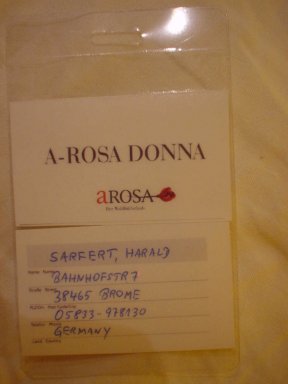 A-ROSA DONNA
aROSA
SARFERT, HARALD
BAHNHOFSTR 7
38465 BROME
05833-978130
GERMANY